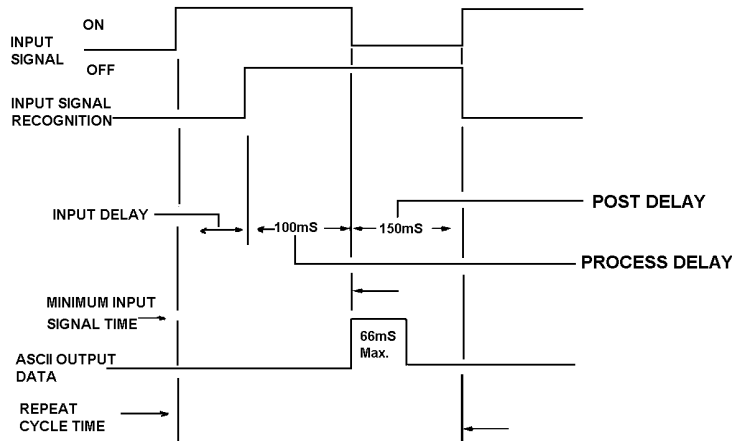 ON
INPUT
SIGNAL
OFF
INPUT SIGNAL
RECOGNITION
POST DELAY
INPUT DELAY
100mS
150mS
PROCESS DELAY
MINIMUM INPUT
SIGNAL TIME
66mS
Max.
ASCII OUTPUT
DATA
REPEAT
CYCLE TIME